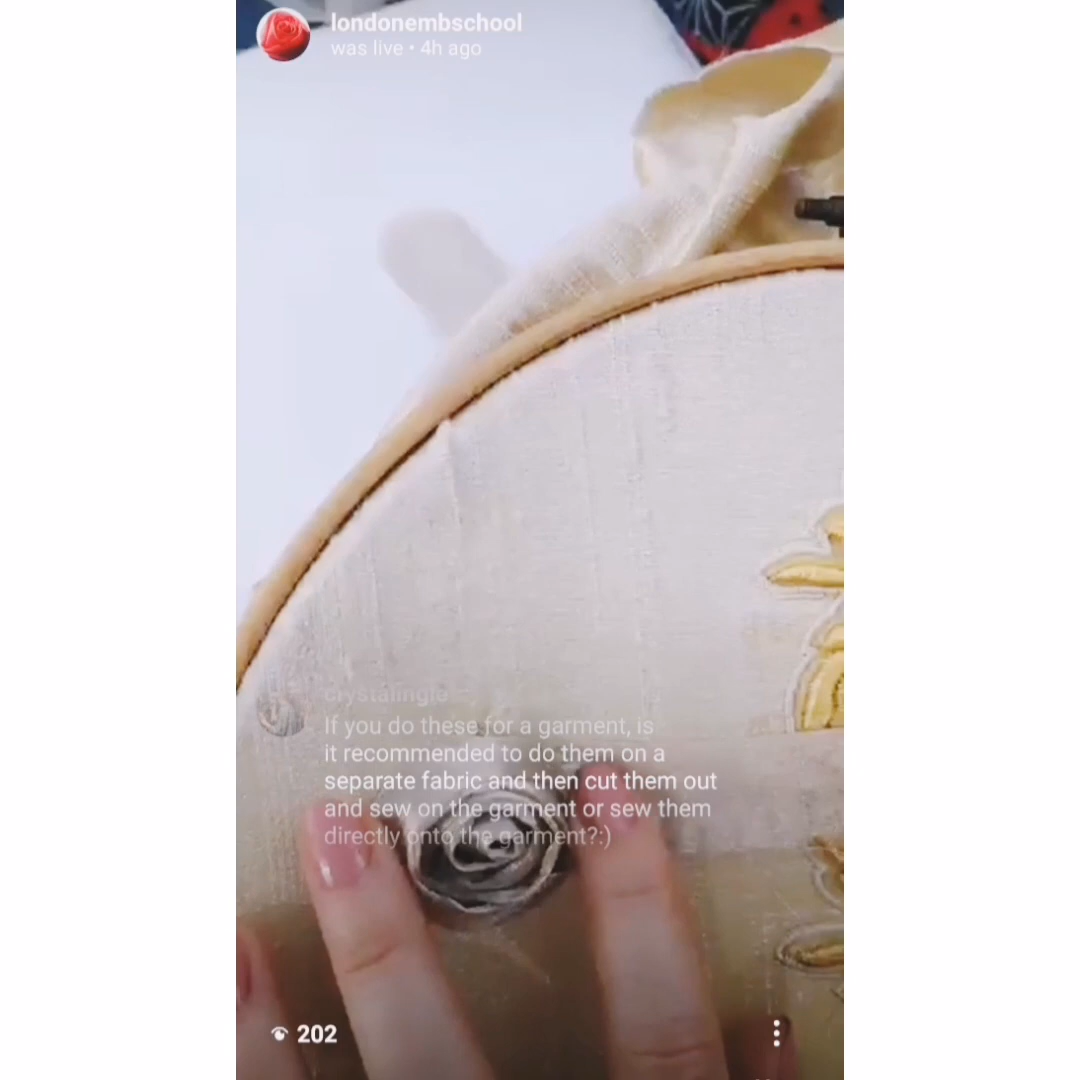 londonembschool
was live • 4h ago
crystalingle
If you do these for a garment, is
it recommended to do them on a
separate fabric and then cut them out
and sew on the garment or sew them
directly onto the garment?:)
202